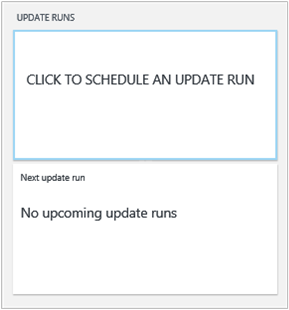 UPDATE RUNS
CLICK TO SCHEDULE AN UPDATE RUN
Next update run
No upcoming update runs